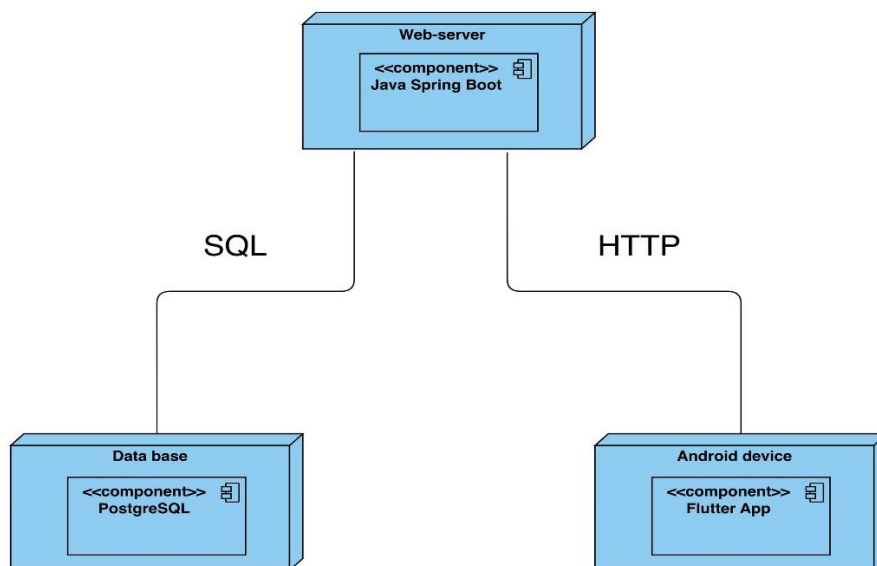 Web-server
<<component>>
Java Spring Boot
SQL
HTTP
Data base
<<component>>
PostgreSQL
Android device
<<component>>
Flutter App